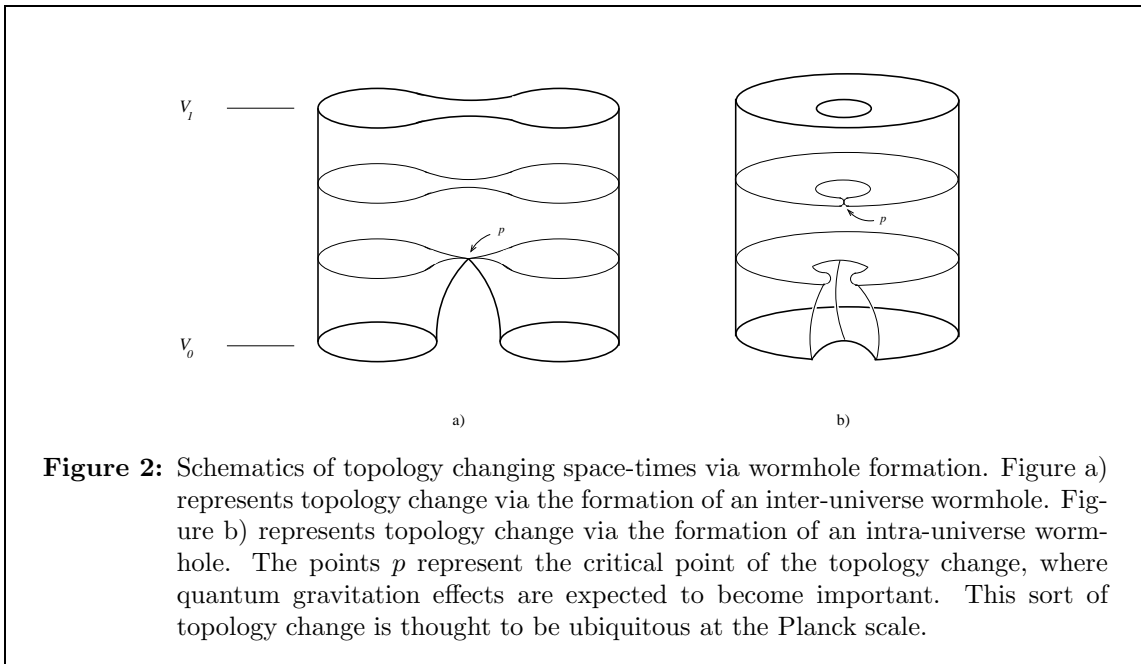 V1
p
p
V0
a)
b)
Figure 2: Schematics of topology changing space-times via wormhole formation. Figure a)
represents topology change via the formation of an inter-universe wormhole. Fig-
ure b) represents topology change via the formation of an intra-universe worm-
hole. The points p represent the critical point of the topology change, where
quantum gravitation effects are expected to become important. This sort of
topology change is thought to be ubiquitous at the Planck scale.